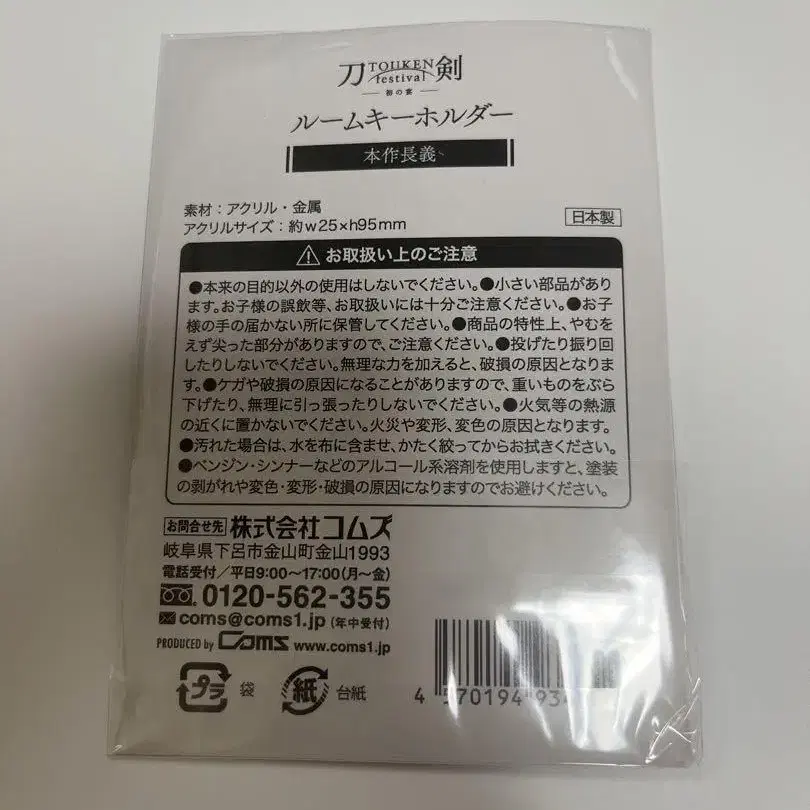 刀 TOUKEN festival 剣
初の宴
ルームキーホルダー
本作長義
素材：アクリル・金属
アクリルサイズ：約w25×h95mm
日本製
お取扱い上のご注意
●本来の目的以外の使用はしないでください。●小さい部品があり
ます。お子様の誤飲等、お取扱いには十分ご注意ください。●お子
様の手の届かない所に保管してください。●商品の特性上、やむを
えず尖った部分がありますので、ご注意ください。●投げたり振り回
したりしないでください。無理な力を加えると、破損の原因となりま
す。●ケガや破損の原因になることがありますので、重いものをぶら
下げたり、無理に引っ張ったりしないでください。●火気等の熱源
の近くに置かないでください。火災や変形、変色の原因となります。
●汚れた場合は、水を布に含ませ、かたく絞ってからお拭きください。
●ベンジン・シンナーなどのアルコール系溶剤を使用しますと、塗装
の剥がれや変色・変形・破損の原因になりますのでお避けください。
お問合せ先 株式会社コムズ
岐阜県下呂市金山町金山1993
電話受付／平日9:00〜17:00(月〜金)
0120-562-355
coms@coms1.jp (年中受付)
PRODUCED by Coms www.coms1.jp
プラ 袋 紙 台紙
4 570194 934